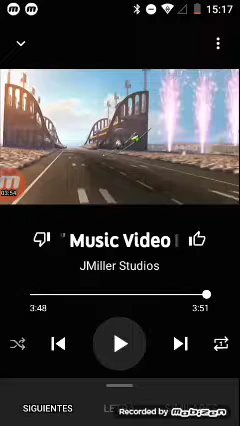 15:17
03:54
" Music Video
JMiller Studios
3:48
3:51
SIGUIENTES
Recorded by mobizen